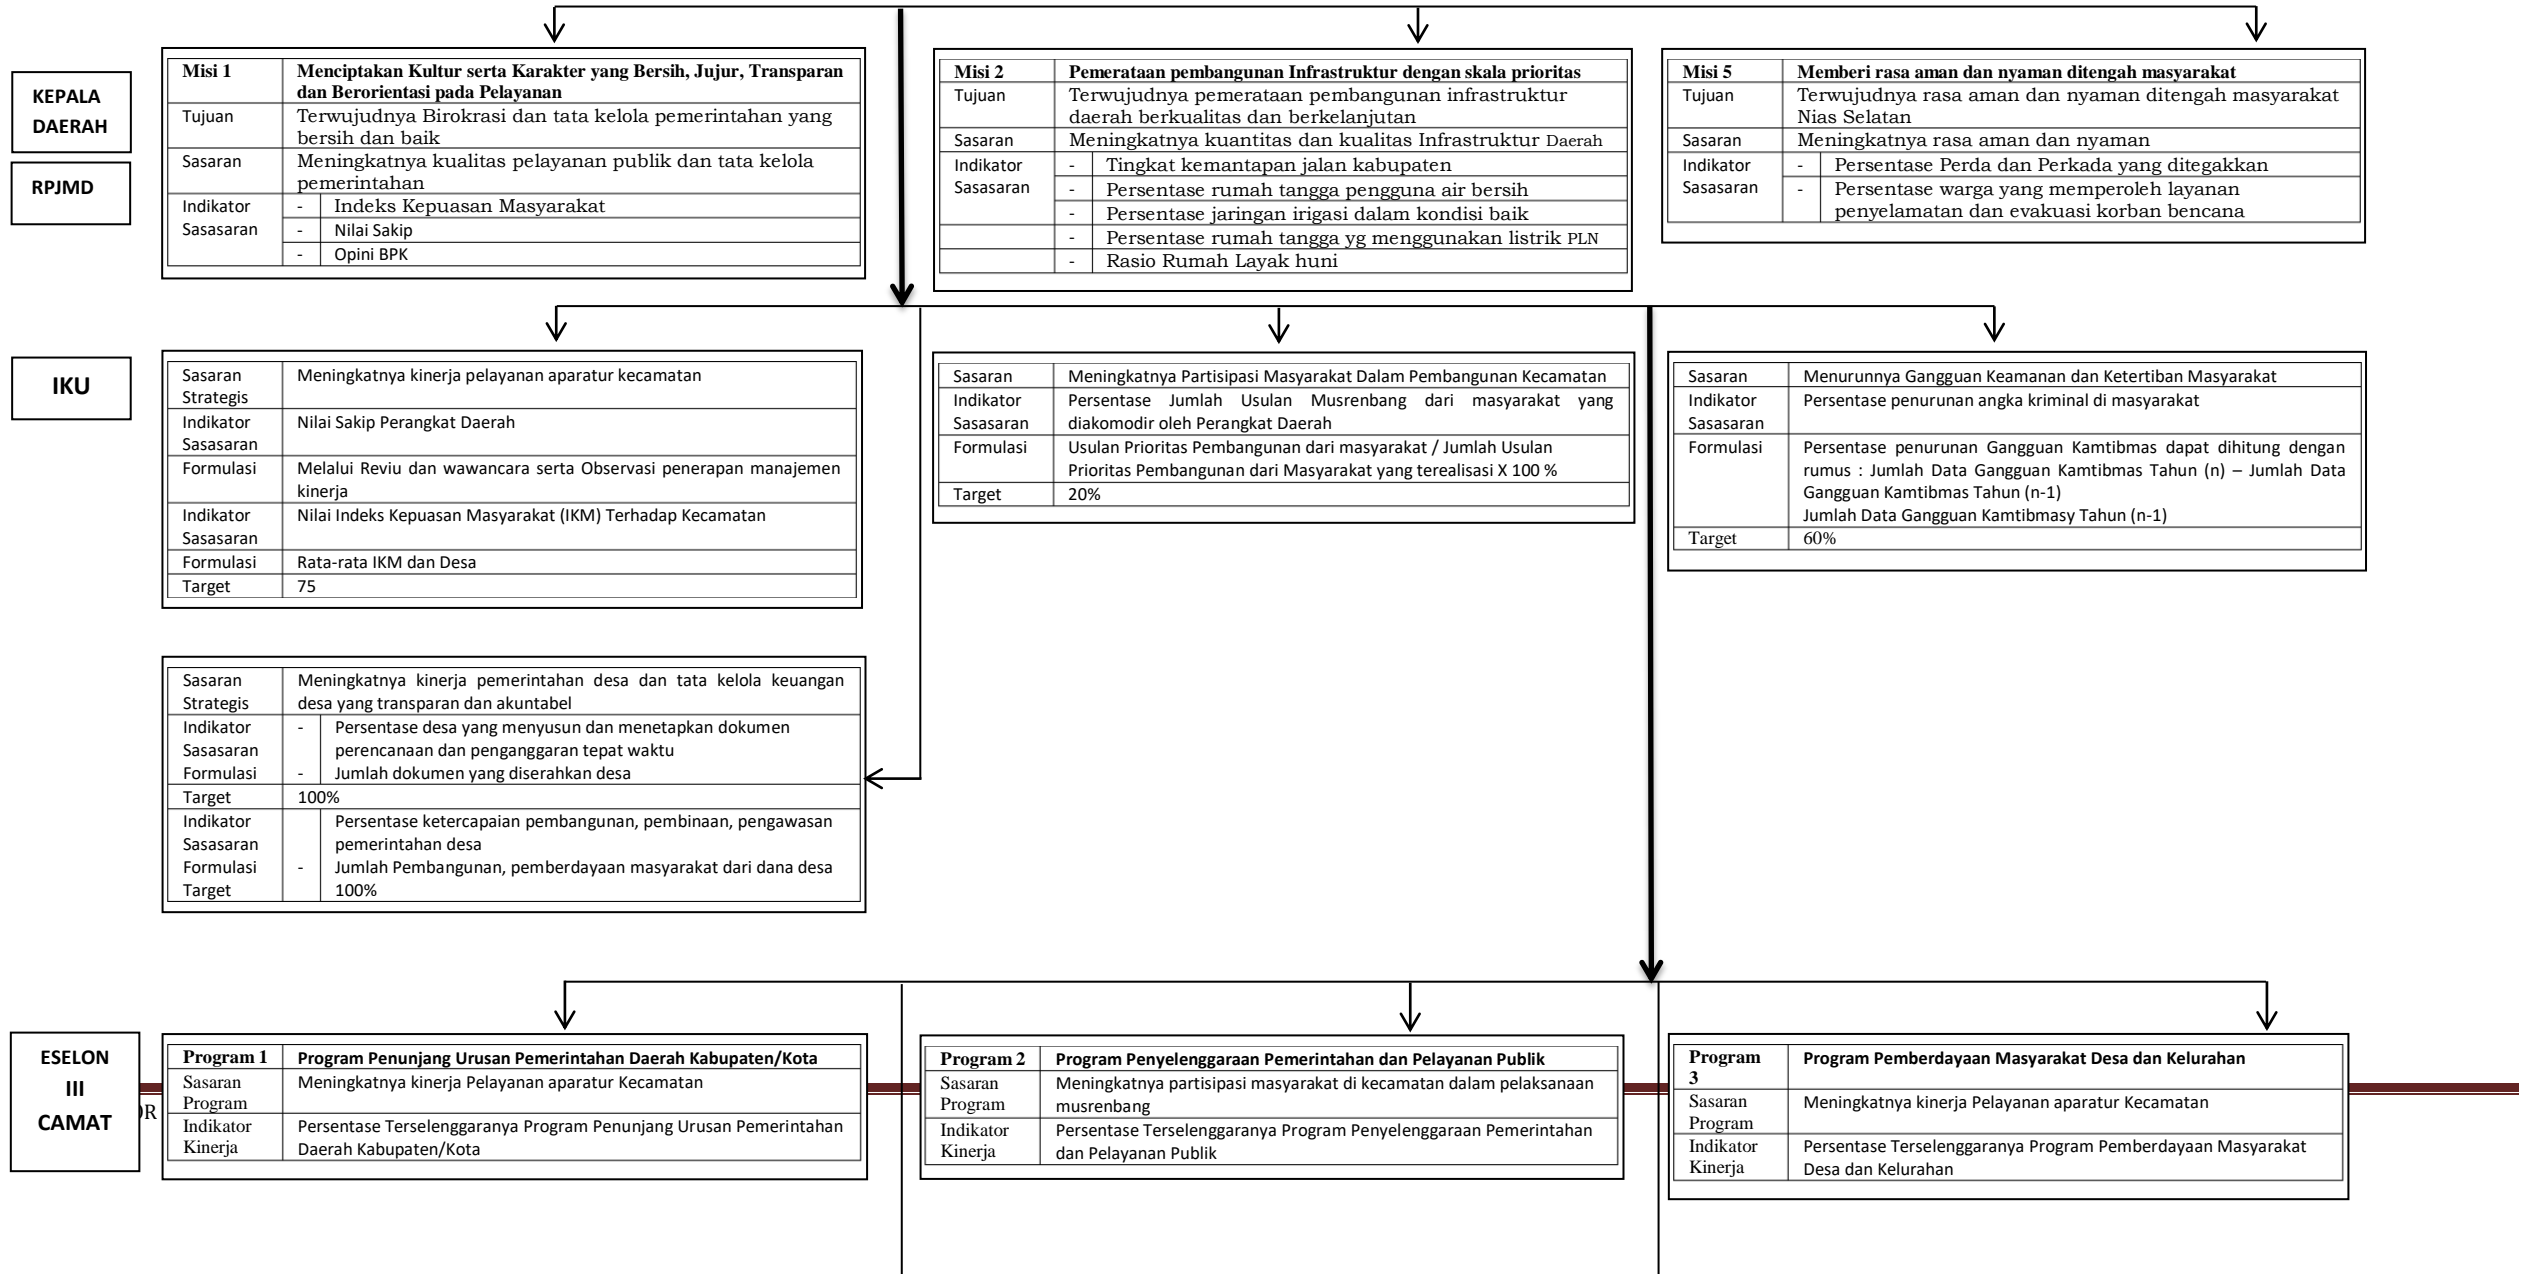 KEPALA
DAERAH
RPJMD
Misi 1 Menciptakan Kultur serta Karakter yang Bersih, Jujur, Transparan
dan Berorientasi pada Pelayanan
Tujuan Terwujudnya Birokrasi dan tata kelola pemerintahan yang
bersih dan baik
Sasaran Meningkatnya kualitas pelayanan publik dan tata kelola
pemerintahan
Indikator - Indeks Kepuasan Masyarakat
Sasasaran - Nilai Sakip
- Opini BPK
Misi 2 Pemerataan pembangunan Infrastruktur dengan skala prioritas
Tujuan Terwujudnya pemerataan pembangunan infrastruktur
daerah berkualitas dan berkelanjutan
Sasaran Meningkatnya kuantitas dan kualitas Infrastruktur Daerah
Indikator - Tingkat kemantapan jalan kabupaten
Sasasaran - Persentase rumah tangga pengguna air bersih
- Persentase jaringan irigasi dalam kondisi baik
- Persentase rumah tangga yg menggunakan listrik PLN
- Rasio Rumah Layak huni
Misi 5 Memberi rasa aman dan nyaman ditengah masyarakat
Tujuan Terwujudnya rasa aman dan nyaman ditengah masyarakat
Nias Selatan
Sasaran Meningkatnya rasa aman dan nyaman
Indikator - Persentase Perda dan Perkada yang ditegakkan
Sasasaran - Persentase warga yang memperoleh layanan
penyelamatan dan evakuasi korban bencana
IKU
Sasaran Meningkatnya kinerja pelayanan aparatur kecamatan
Strategis
Indikator Nilai Sakip Perangkat Daerah
Sasasaran
Formulasi Melalui Reviu dan wawancara serta Observasi penerapan manajemen
kinerja
Indikator Nilai Indeks Kepuasan Masyarakat (IKM) Terhadap Kecamatan
Sasasaran
Formulasi Rata-rata IKM dan Desa
Target 75
Sasaran Meningkatnya Partisipasi Masyarakat Dalam Pembangunan Kecamatan
Indikator Persentase Jumlah Usulan Musrenbang dari masyarakat yang
Sasasaran diakomodir oleh Perangkat Daerah
Formulasi Usulan Prioritas Pembangunan dari masyarakat / Jumlah Usulan
Prioritas Pembangunan dari Masyarakat yang terealisasi X 100 %
Target 20%
Sasaran Menurunnya Gangguan Keamanan dan Ketertiban Masyarakat
Indikator Persentase penurunan angka kriminal di masyarakat
Sasasaran
Formulasi Persentase penurunan Gangguan Kamtibmas dapat dihitung dengan
rumus : Jumlah Data Gangguan Kamtibmas Tahun (n) – Jumlah Data
Gangguan Kamtibmas Tahun (n-1)
Jumlah Data Gangguan Kamtibmasy Tahun (n-1)
Target 60%
Sasaran Meningkatnya kinerja pemerintahan desa dan tata kelola keuangan
Strategis desa yang transparan dan akuntabel
Indikator - Persentase desa yang menyusun dan menetapkan dokumen
Sasasaran perencanaan dan penganggaran tepat waktu
Formulasi - Jumlah dokumen yang diserahkan desa
Target 100%
Indikator Persentase ketercapaian pembangunan, pembinaan, pengawasan
Sasasaran pemerintahan desa
Formulasi - Jumlah Pembangunan, pemberdayaan masyarakat dari dana desa
Target 100%
ESELON
III
CAMAT
Program 1 Program Penunjang Urusan Pemerintahan Daerah Kabupaten/Kota
Sasaran Meningkatnya kinerja Pelayanan aparatur Kecamatan
Program
Indikator Persentase Terselenggaranya Program Penunjang Urusan Pemerintahan
Kinerja Daerah Kabupaten/Kota
Program 2 Program Penyelenggaraan Pemerintahan dan Pelayanan Publik
Sasaran Meningkatnya partisipasi masyarakat di kecamatan dalam pelaksanaan
Program musrenbang
Indikator Persentase Terselenggaranya Program Penyelenggaraan Pemerintahan
Kinerja dan Pelayanan Publik
Program Program Pemberdayaan Masyarakat Desa dan Kelurahan
3
Sasaran Meningkatnya kinerja Pelayanan aparatur Kecamatan
Program
Indikator Persentase Terselenggaranya Program Pemberdayaan Masyarakat
Kinerja Desa dan Kelurahan